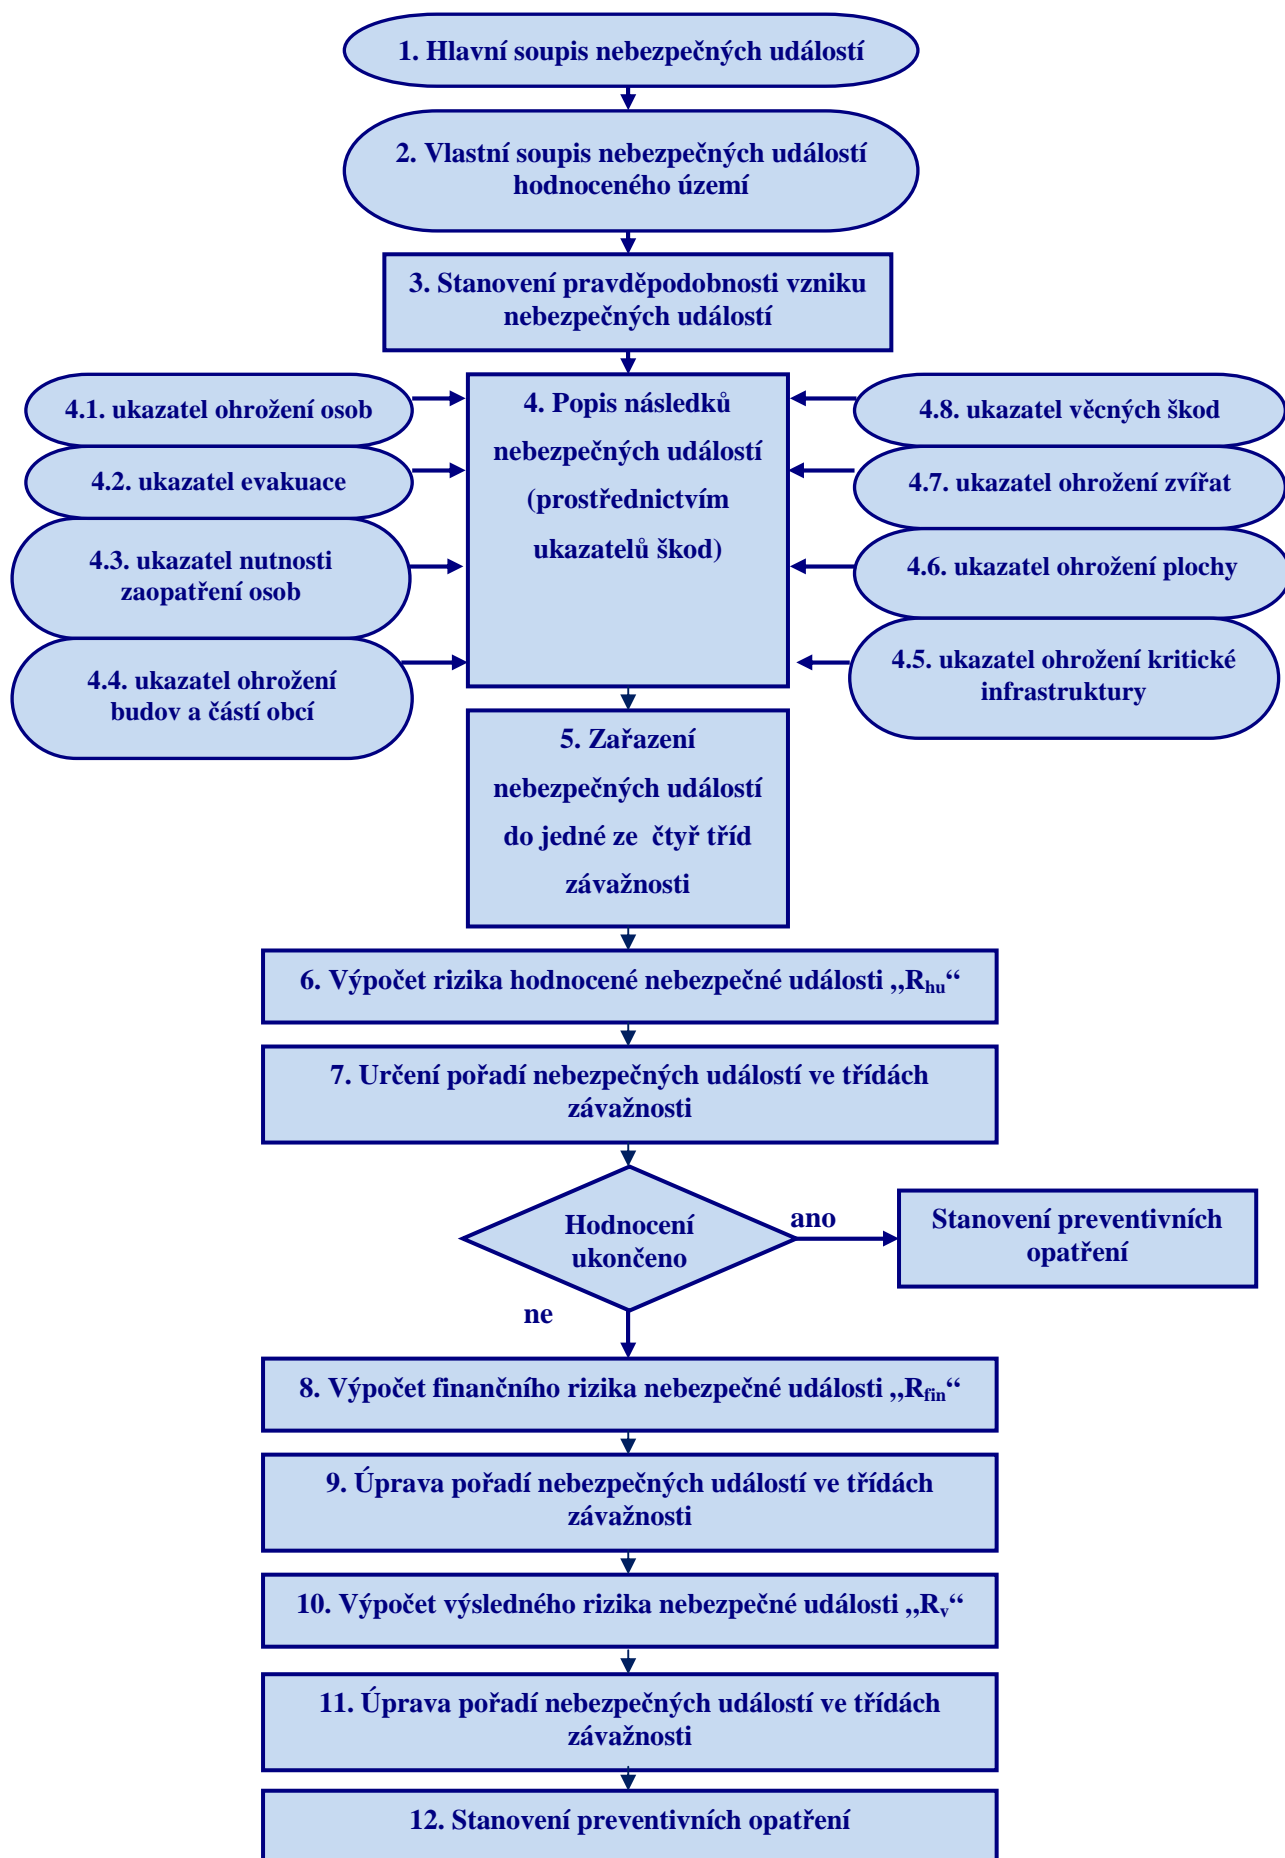 1. Hlavní soupis nebezpečných událostí
2. Vlastní soupis nebezpečných událostí
hodnoceného území
3. Stanovení pravděpodobnosti vzniku
nebezpečných událostí
4.1. ukazatel ohrožení osob
4.2. ukazatel evakuace
4.3. ukazatel nutnosti
zaopatření osob
4.4. ukazatel ohrožení
budov a částí obcí
4. Popis následků
nebezpečných událostí
(prostřednictvím
ukazatelů škod)
4.8. ukazatel věcných škod
4.7. ukazatel ohrožení zvířat
4.6. ukazatel ohrožení plochy
4.5. ukazatel ohrožení kritické
infrastruktury
5. Zařazení
nebezpečných událostí
do jedné ze čtyř tříd
závažnosti
6. Výpočet rizika hodnocené nebezpečné události „Rhu“
7. Určení pořadí nebezpečných událostí ve třídách
závažnosti
Hodnocení
ukončeno
ano
Stanovení preventivních
opatření
ne
8. Výpočet finančního rizika nebezpečné události „Rfin“
9. Úprava pořadí nebezpečných událostí ve třídách
závažnosti
10. Výpočet výsledného rizika nebezpečné události „Rv“
11. Úprava pořadí nebezpečných událostí ve třídách
závažnosti
12. Stanovení preventivních opatření